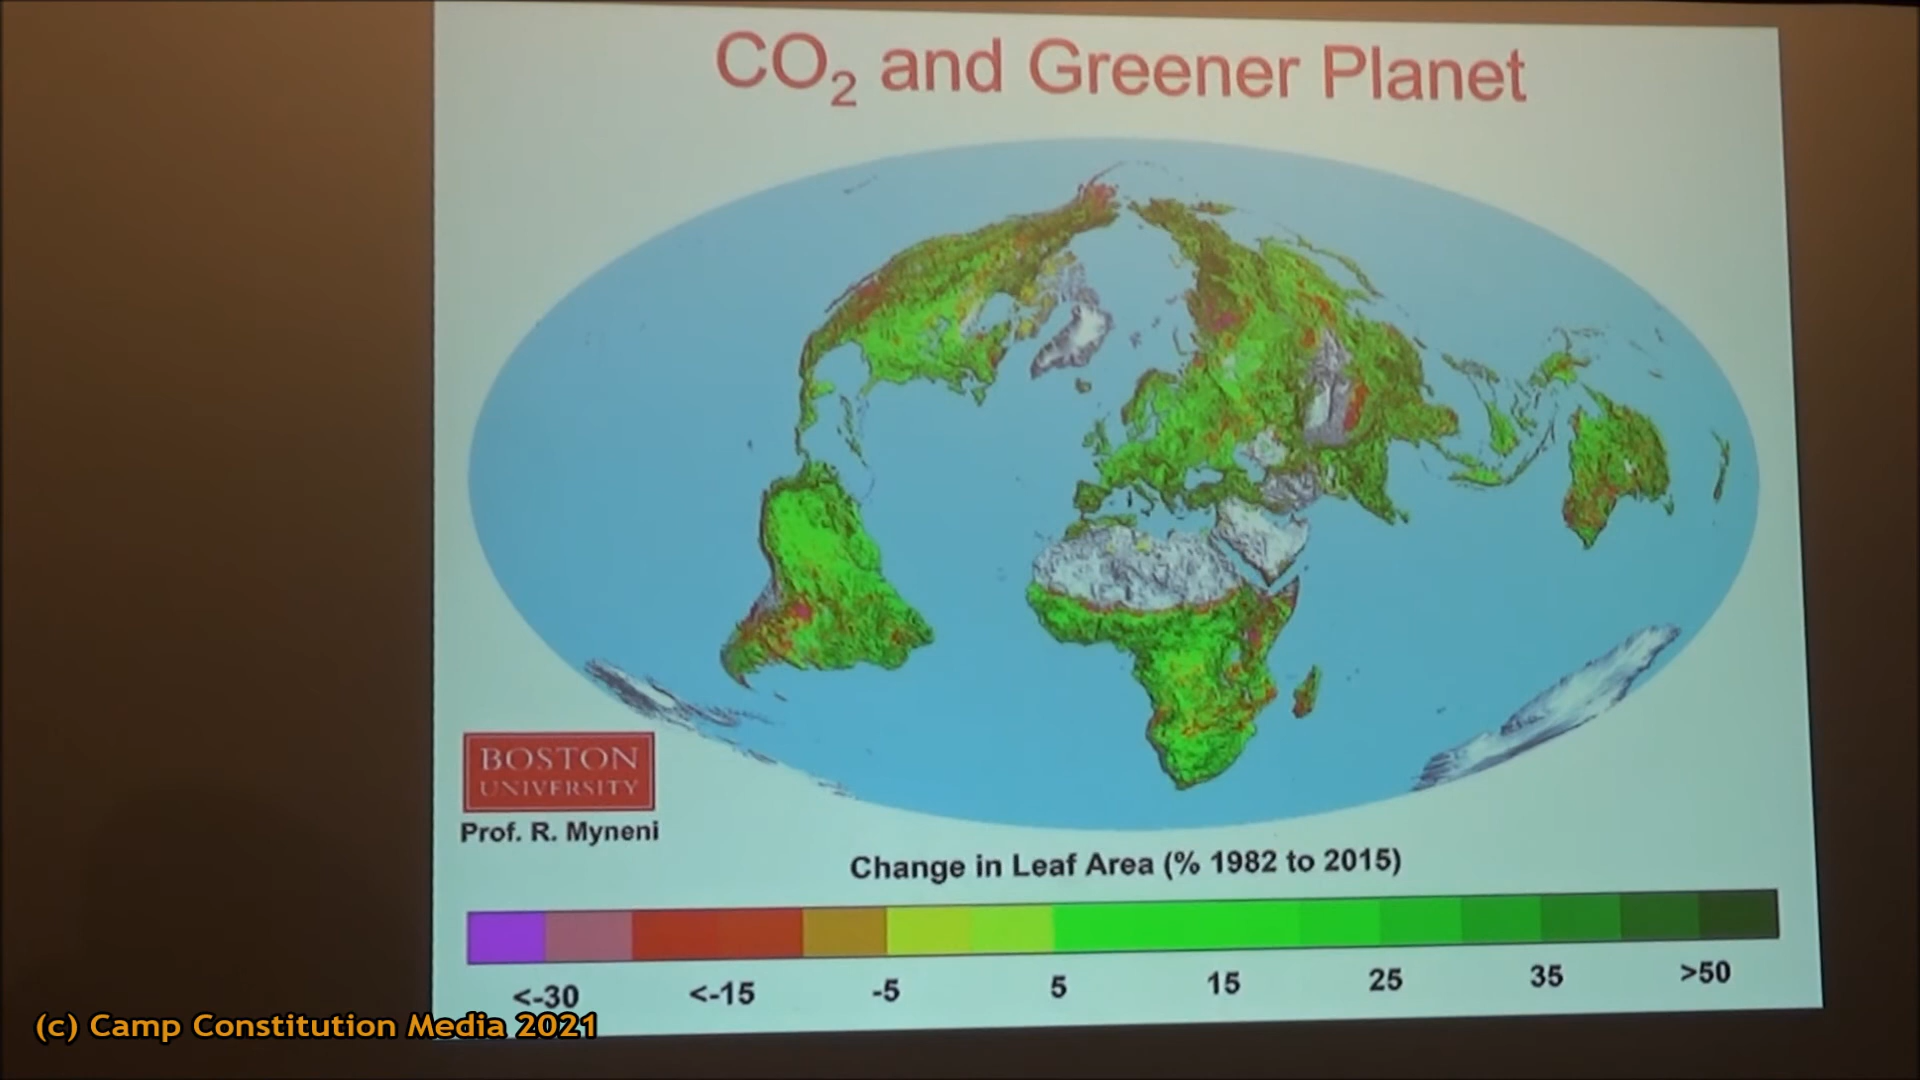 CO₂ and Greener Planet
BOSTON
UNIVERSITY
Prof. R. Myneni
Change in Leaf Area (% 1982 to 2015)
<-30 <-15 -5 5 15 25 35 >50
(c) Camp Constitution Media 2021